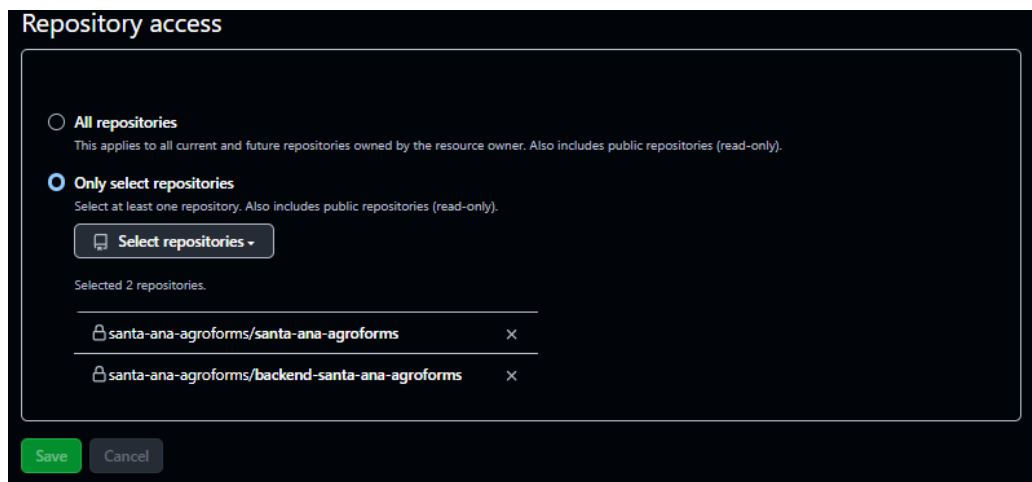 Repository access
All repositories
This applies to all current and future repositories owned by the resource owner. Also includes public repositories (read-only).
Only select repositories
Select at least one repository. Also includes public repositories (read-only).
Select repositories
Selected 2 repositories.
santa-ana-agroforms/santa-ana-agroforms
santa-ana-agroforms/backend-santa-ana-agroforms
Save Cancel